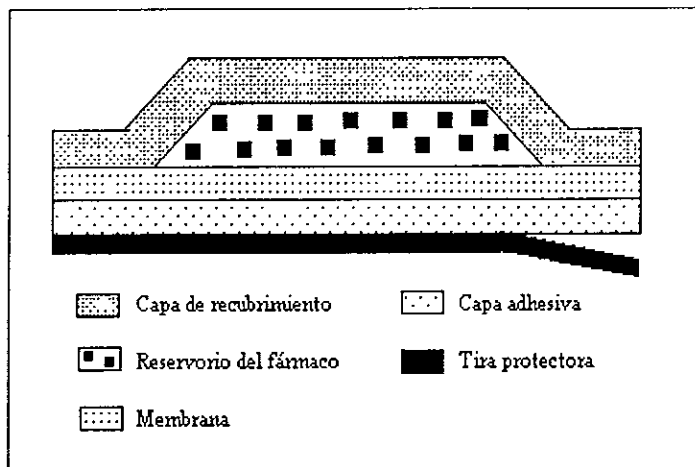 Capa de recubrimiento
Capa adhesiva
Reservorio del fármaco
Tira protectora
Membrana